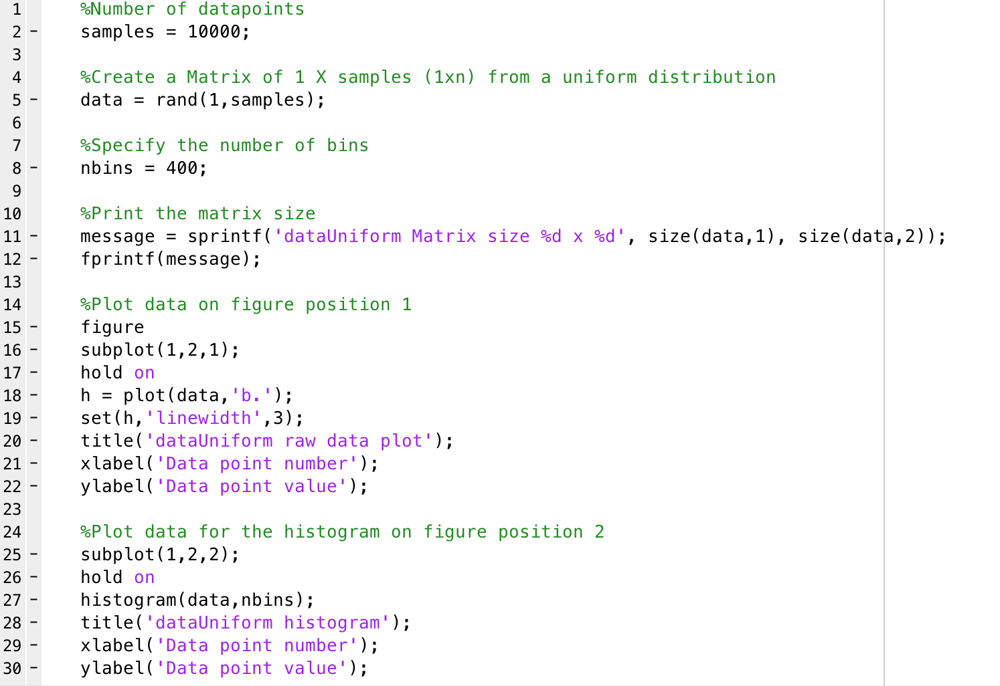 1 %Number of datapoints
2 - samples = 10000;
3
4 %Create a Matrix of 1 X samples (1xn) from a uniform distribution
5 - data = rand(1,samples);
6
7 %Specify the number of bins
8 - nbins = 400;
9
10 %Print the matrix size
11 - message = sprintf('dataUniform Matrix size %d x %d', size(data,1), size(data,2));
12 - fprintf(message);
13
14 %Plot data on figure position 1
15 - figure
16 - subplot(1,2,1);
17 - hold on
18 - h = plot(data,'b.');
19 - set(h,'linewidth',3);
20 - title('dataUniform raw data plot');
21 - xlabel('Data point number');
22 - ylabel('Data point value');
23
24 %Plot data for the histogram on figure position 2
25 - subplot(1,2,2);
26 - hold on
27 - histogram(data,nbins);
28 - title('dataUniform histogram');
29 - xlabel('Data point number');
30 - ylabel('Data point value');